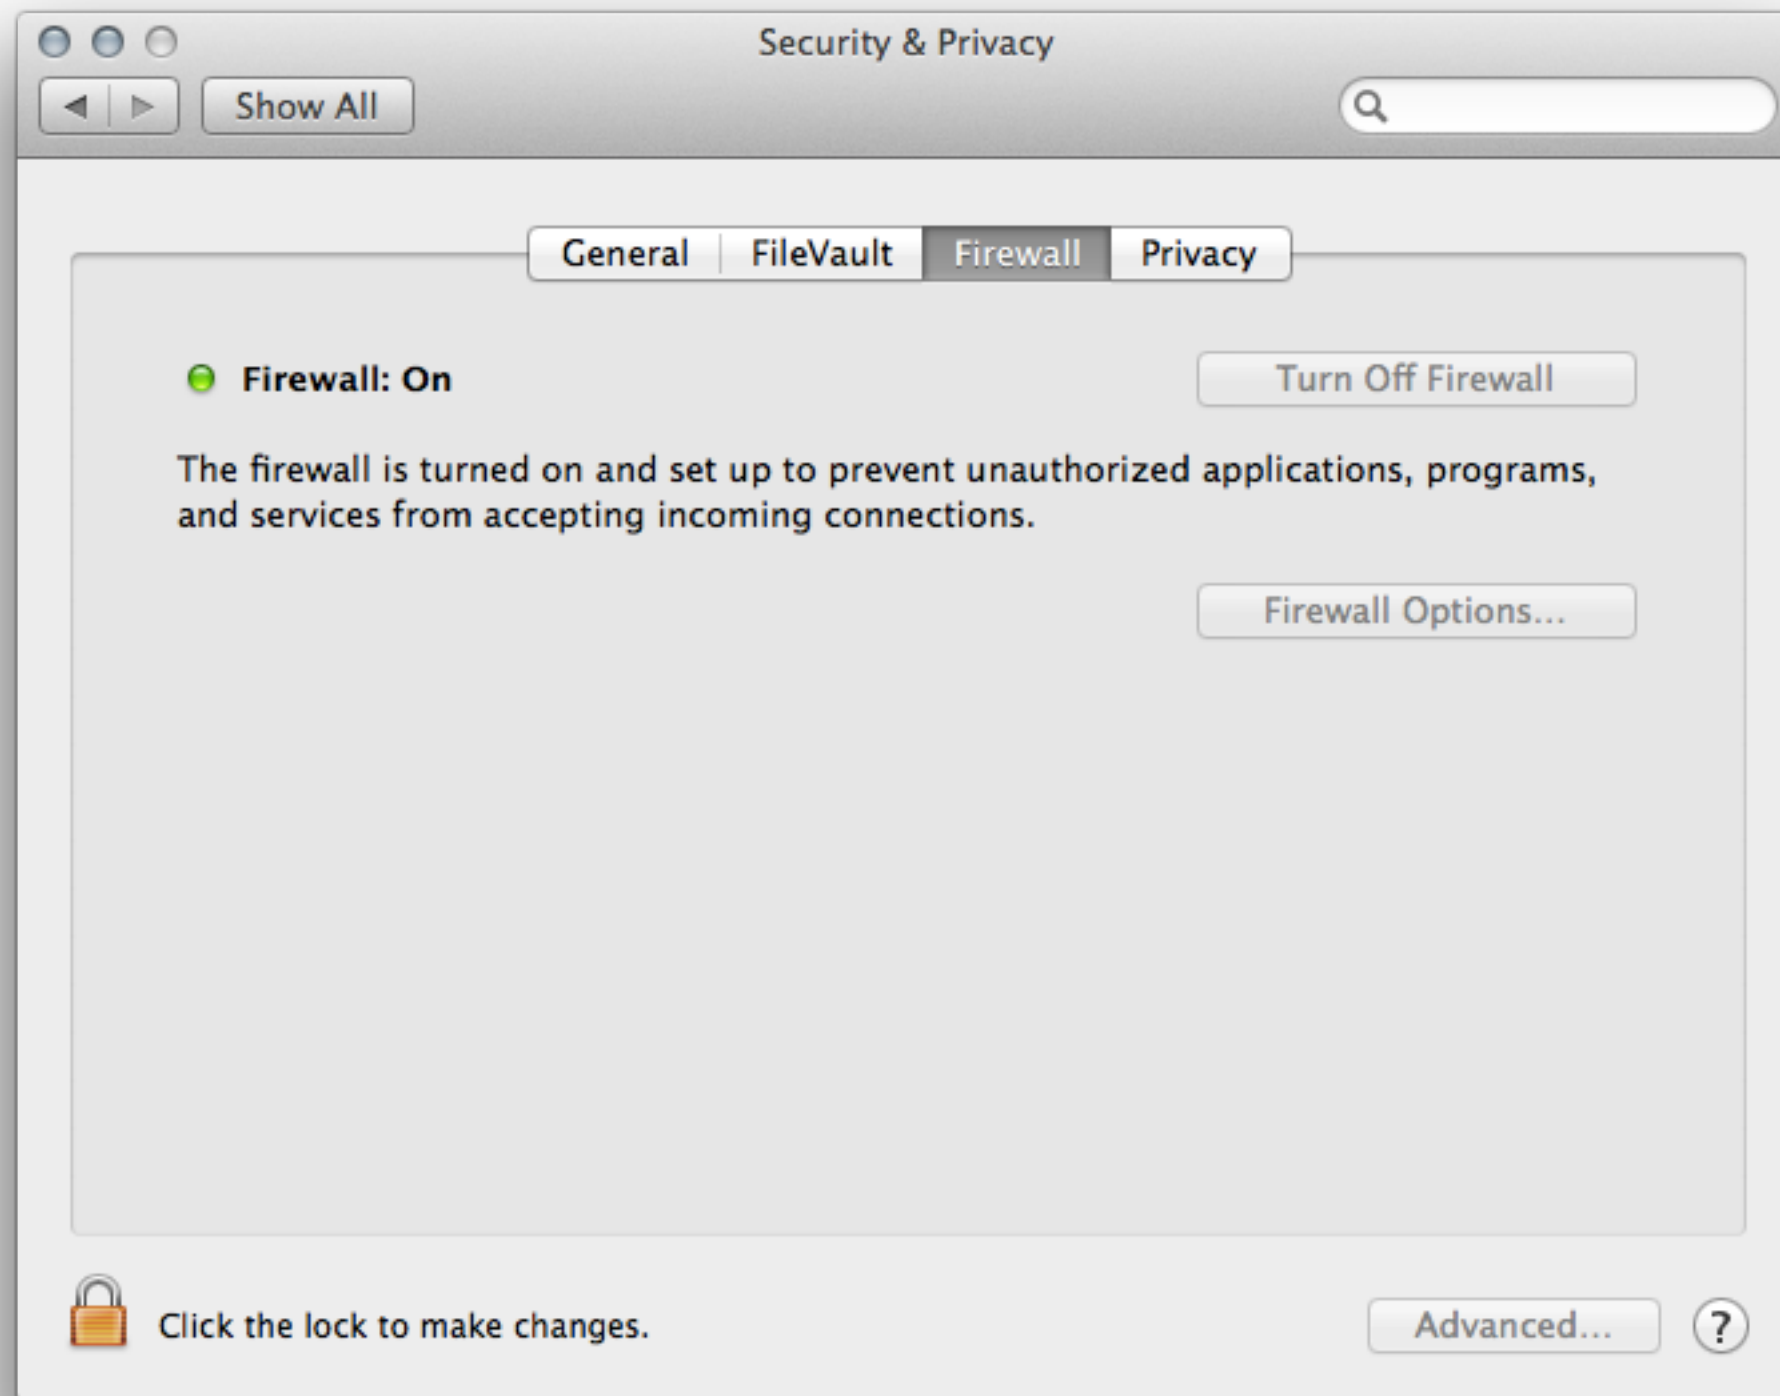 Security & Privacy
Show All
General FileVault Firewall Privacy
Firewall: On
Turn Off Firewall
The firewall is turned on and set up to prevent unauthorized applications, programs,
and services from accepting incoming connections.
Firewall Options...
Click the lock to make changes.
Advanced...
?